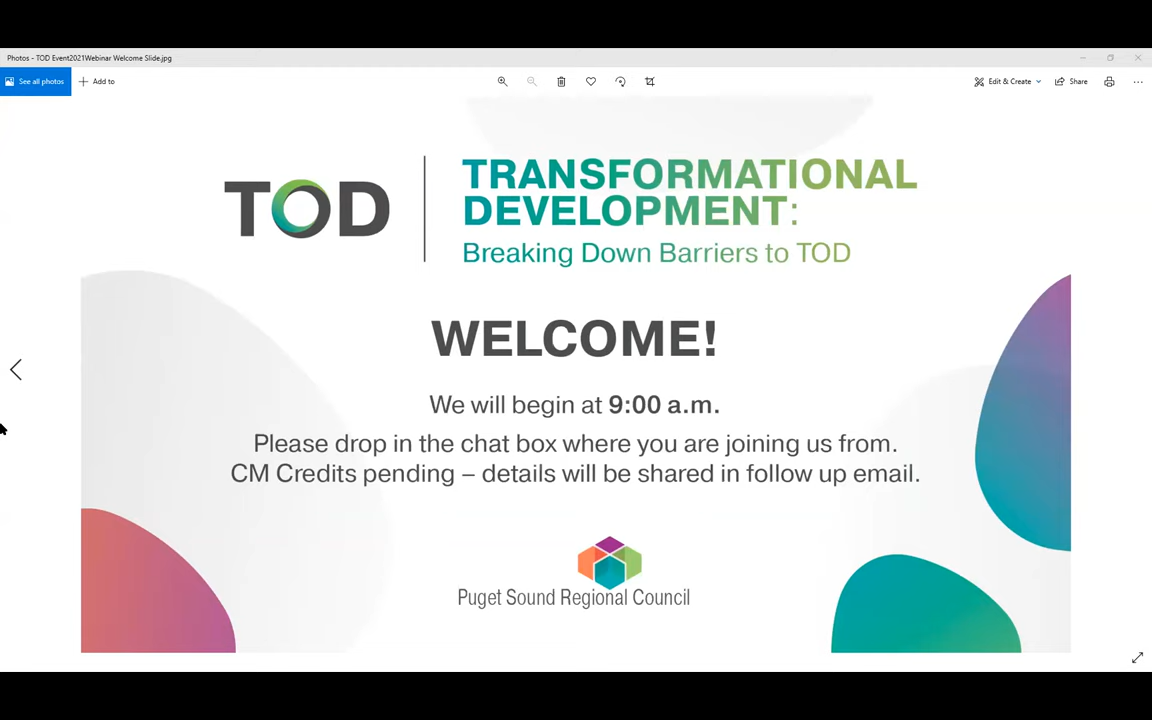 Photos - TOD Event2021Webinar Welcome Slide.jpg
See all photos
Add to
Edit & Create
Share
TOD
TRANSFORMATIONAL
DEVELOPMENT:
Breaking Down Barriers to TOD
WELCOME!
We will begin at 9:00 a.m.
Please drop in the chat box where you are joining us from.
CM Credits pending – details will be shared in follow up email.
Puget Sound Regional Council